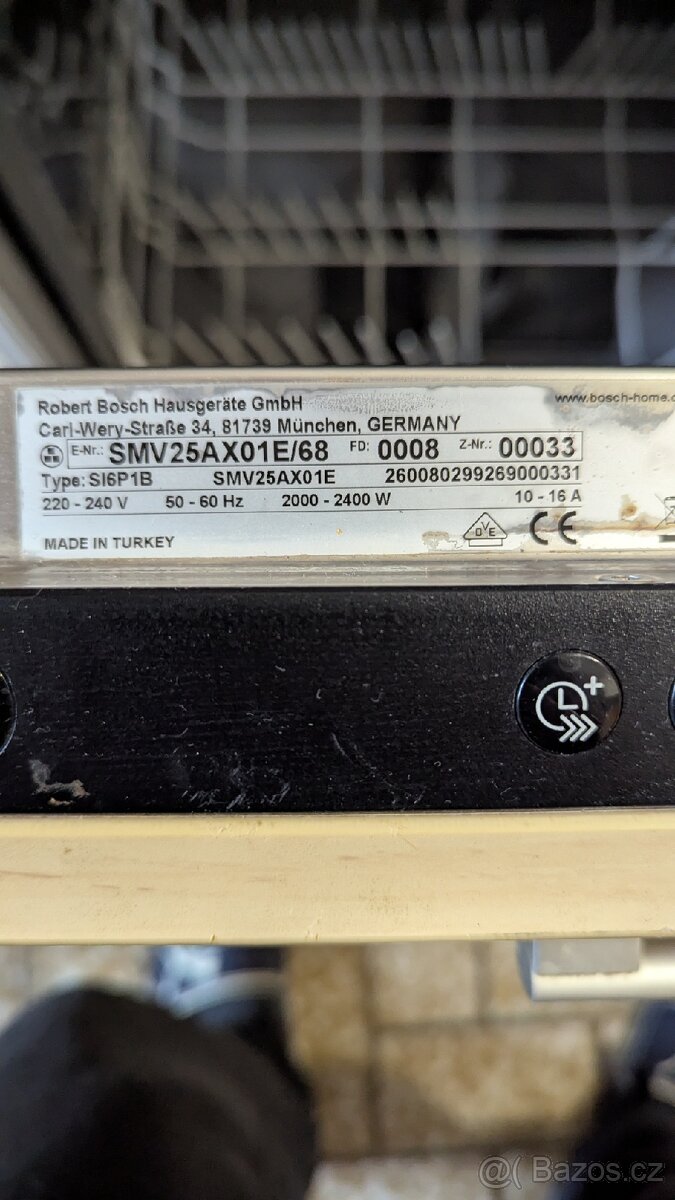 Robert Bosch Hausgeräte GmbH www.bosch-home.c
Carl-Wery-Straße 34, 81739 München, GERMANY
E-Nr.: SMV25AX01E/68 FD: 0008 Z-Nr.: 00033
Type: SI6P1B SMV25AX01E 260080299269000331
220 - 240 V 50 - 60 Hz 2000 - 2400 W 10 - 16 A
DVE CE
MADE IN TURKEY
@( Bazos.cz